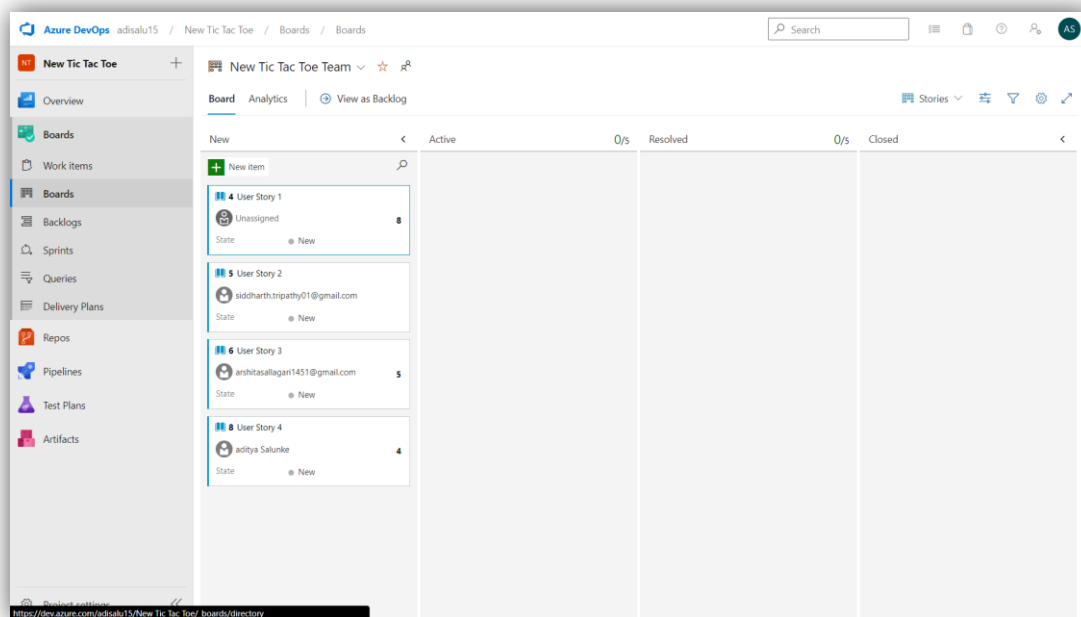 Azure DevOps adisalu15 / New Tic Tac Toe / Boards / Boards
Search
AS
NT New Tic Tac Toe
Overview
Boards
Work items
Boards
Backlogs
Sprints
Queries
Delivery Plans
Repos
Pipelines
Test Plans
Artifacts
Project settings
New Tic Tac Toe Team
Board Analytics View as Backlog
Stories
New
New item
4 User Story 1
Unassigned 8
State New
5 User Story 2
siddharth.tripathy01@gmail.com
State New
6 User Story 3
arshitasallagari1451@gmail.com 5
State New
8 User Story 4
aditya Salunke 4
State New
Active 0/5
Resolved 0/5
Closed
https://dev.azure.com/adisalu15/New Tic Tac Toe/_boards/directory